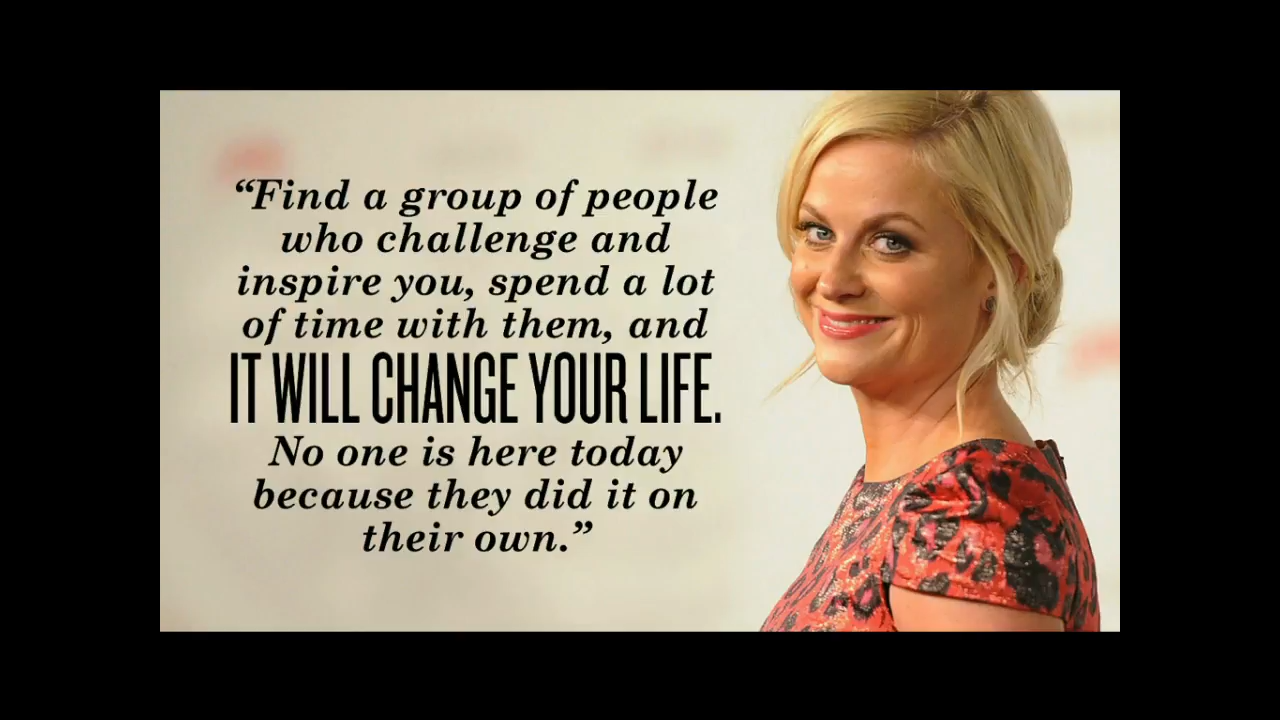 “Find a group of people
who challenge and
inspire you, spend a lot
of time with them, and
IT WILL CHANGE YOUR LIFE.
No one is here today
because they did it on
their own.”